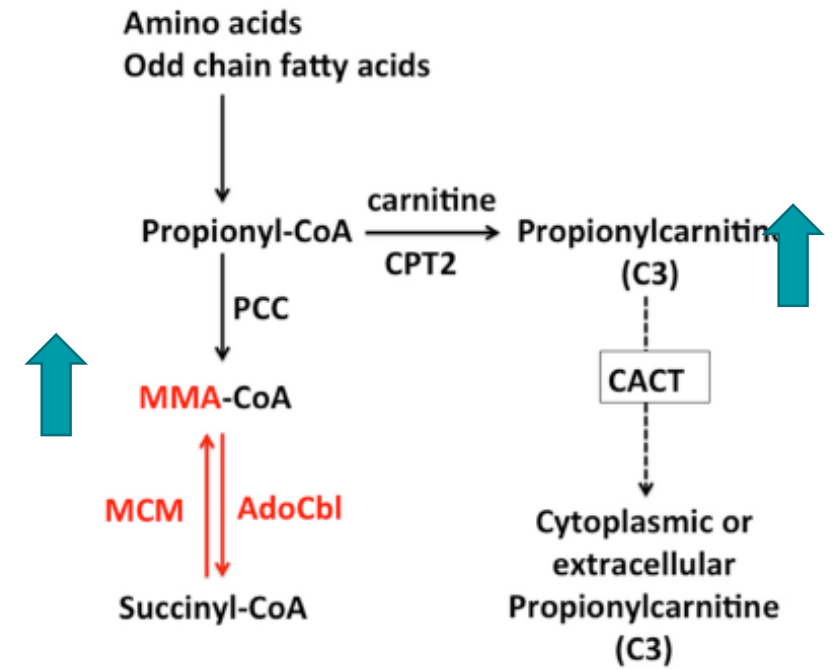 Amino acids
Odd chain fatty acids
carnitine
Propionyl-CoA
Propionylcarnitine
CPT2
(C3)
PCC
CACT
MMA-CoA
MCM
AdoCbl
Cytoplasmic or
extracellular
Succinyl-CoA
Propionylcarnitine
(C3)